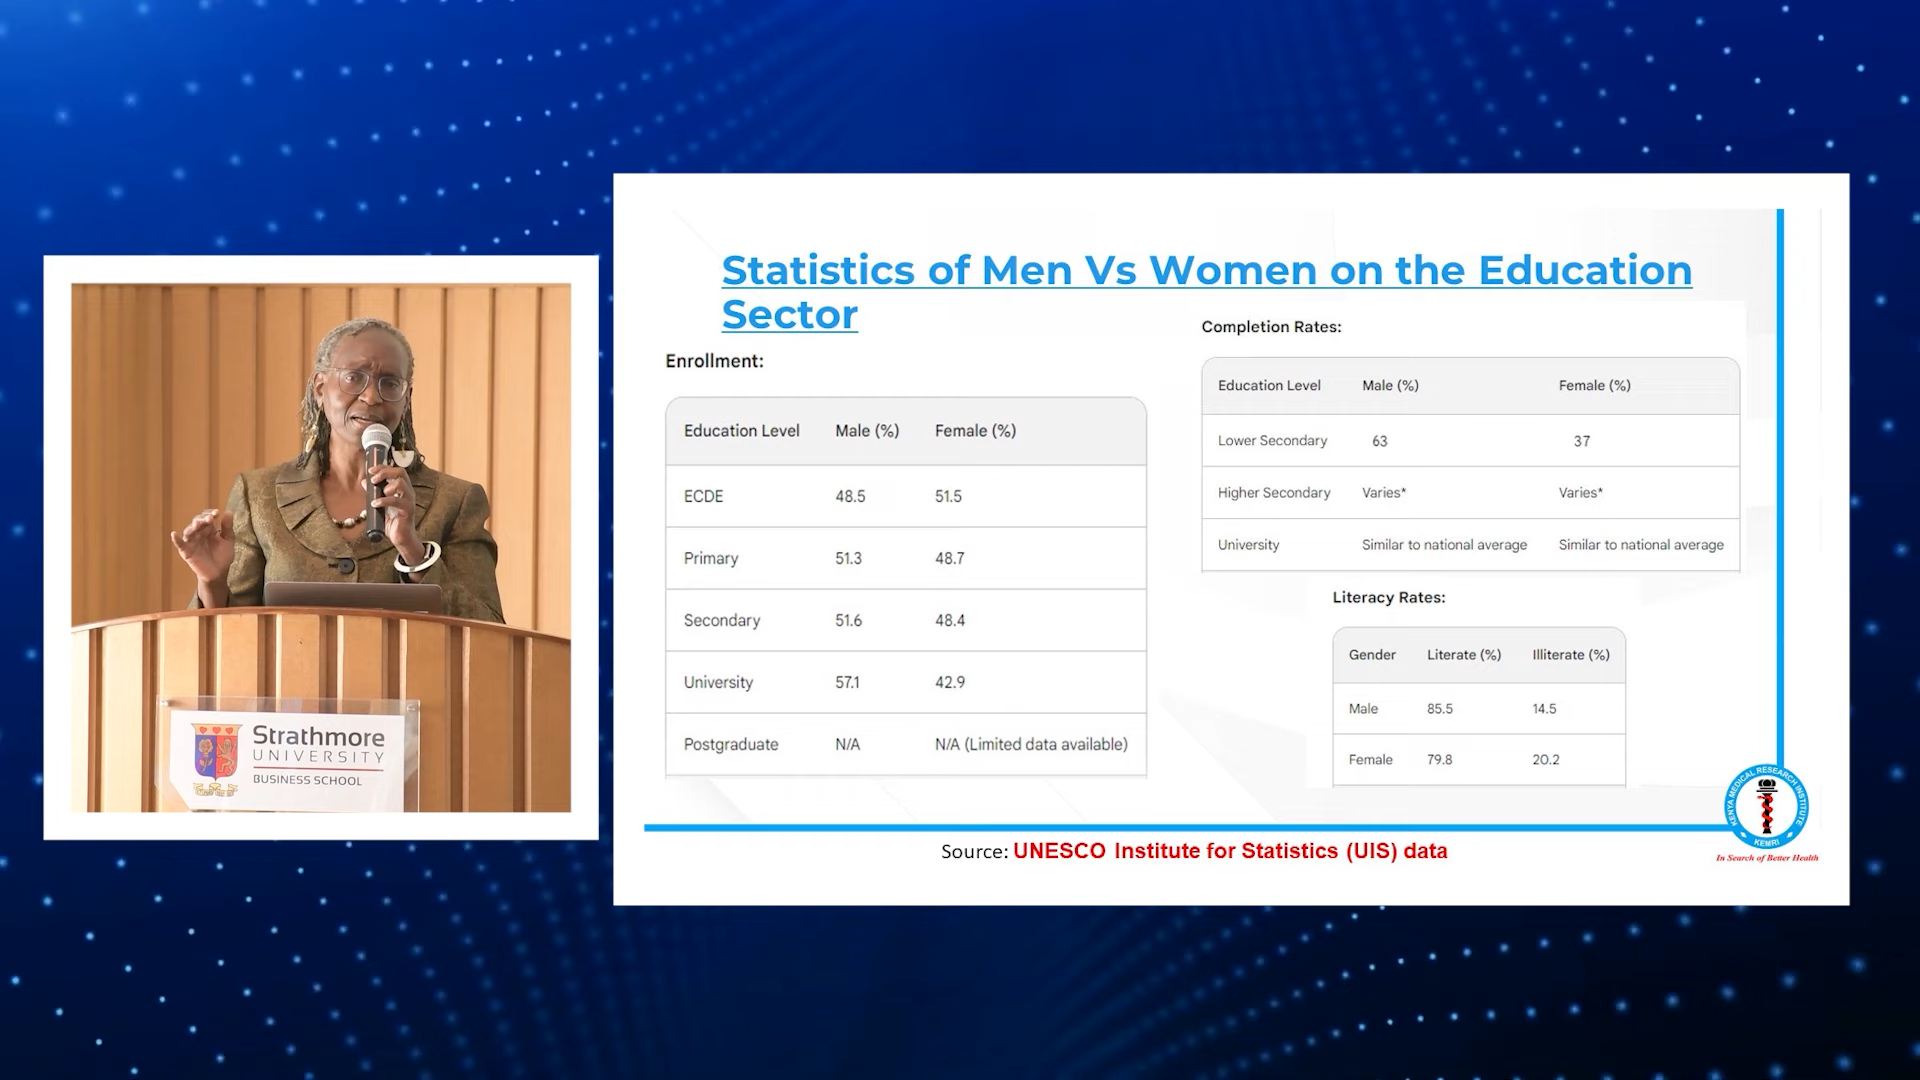 Statistics of Men Vs Women on the Education
Sector
Enrollment:
Education Level Male (%) Female (%)
ECDE 48.5 51.5
Primary 51.3 48.7
Secondary 51.6 48.4
University 57.1 42.9
Postgraduate N/A N/A (Limited data available)
Completion Rates:
Education Level Male (%) Female (%)
Lower Secondary 63 37
Higher Secondary Varies* Varies*
University Similar to national average Similar to national average
Literacy Rates:
Gender Literate (%) Illiterate (%)
Male 85.5 14.5
Female 79.8 20.2
Source: UNESCO Institute for Statistics (UIS) data
KENYA MEDICAL RESEARCH INSTITUTE
KEMRI
In Search of Better Health
Strathmore
UNIVERSITY
BUSINESS SCHOOL